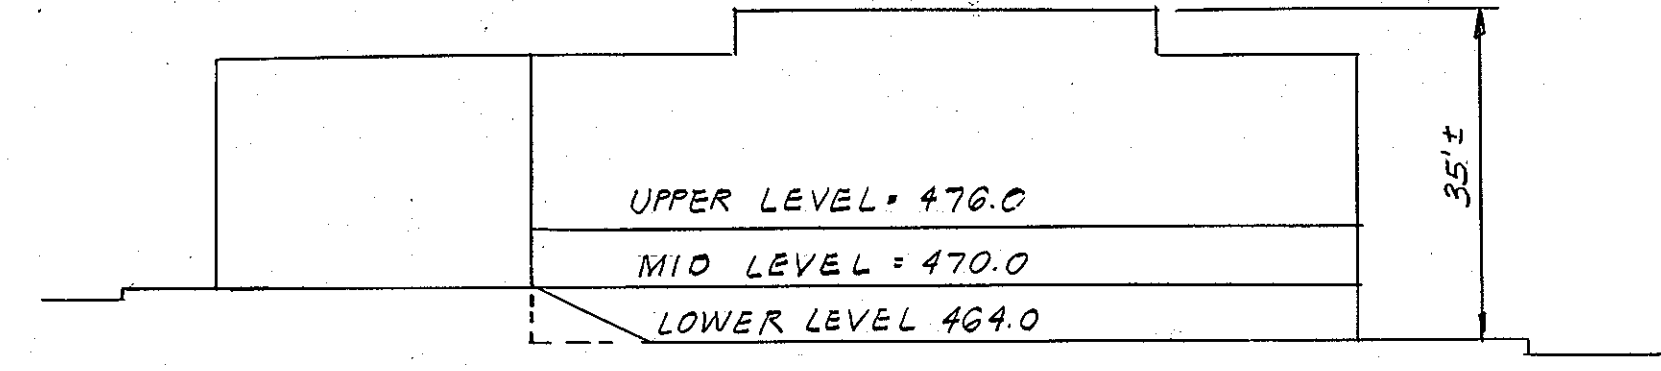 35'±
UPPER LEVEL = 476.0
MID LEVEL = 470.0
LOWER LEVEL 464.0